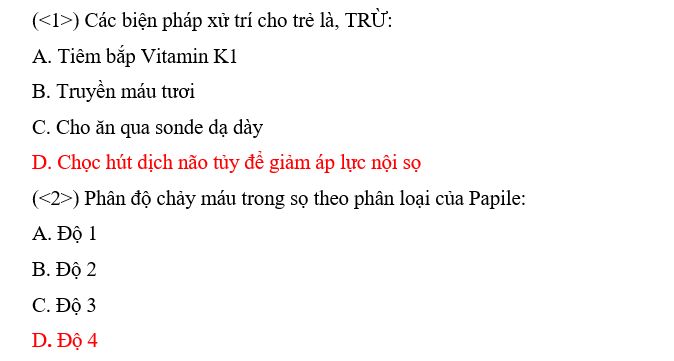 (<1>) Các biện pháp xử trí cho trẻ là, TRỪ:
A. Tiêm bắp Vitamin K1
B. Truyền máu tươi
C. Cho ăn qua sonde dạ dày
D. Chọc hút dịch não tủy để giảm áp lực nội sọ
(<2>) Phân độ chảy máu trong sọ theo phân loại của Papile:
A. Độ 1
B. Độ 2
C. Độ 3
D. Độ 4